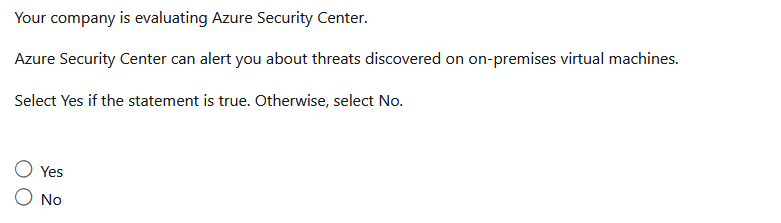 Your company is evaluating Azure Security Center.
Azure Security Center can alert you about threats discovered on on-premises virtual machines.
Select Yes if the statement is true. Otherwise, select No.
Yes
No